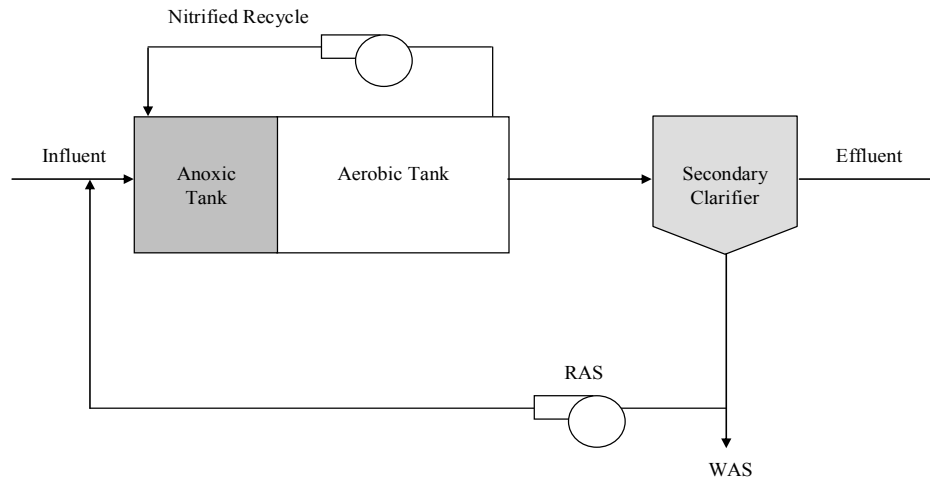 Nitrified Recycle
Influent
Anoxic
Tank
Aerobic Tank
Secondary
Clarifier
Effluent
RAS
WAS